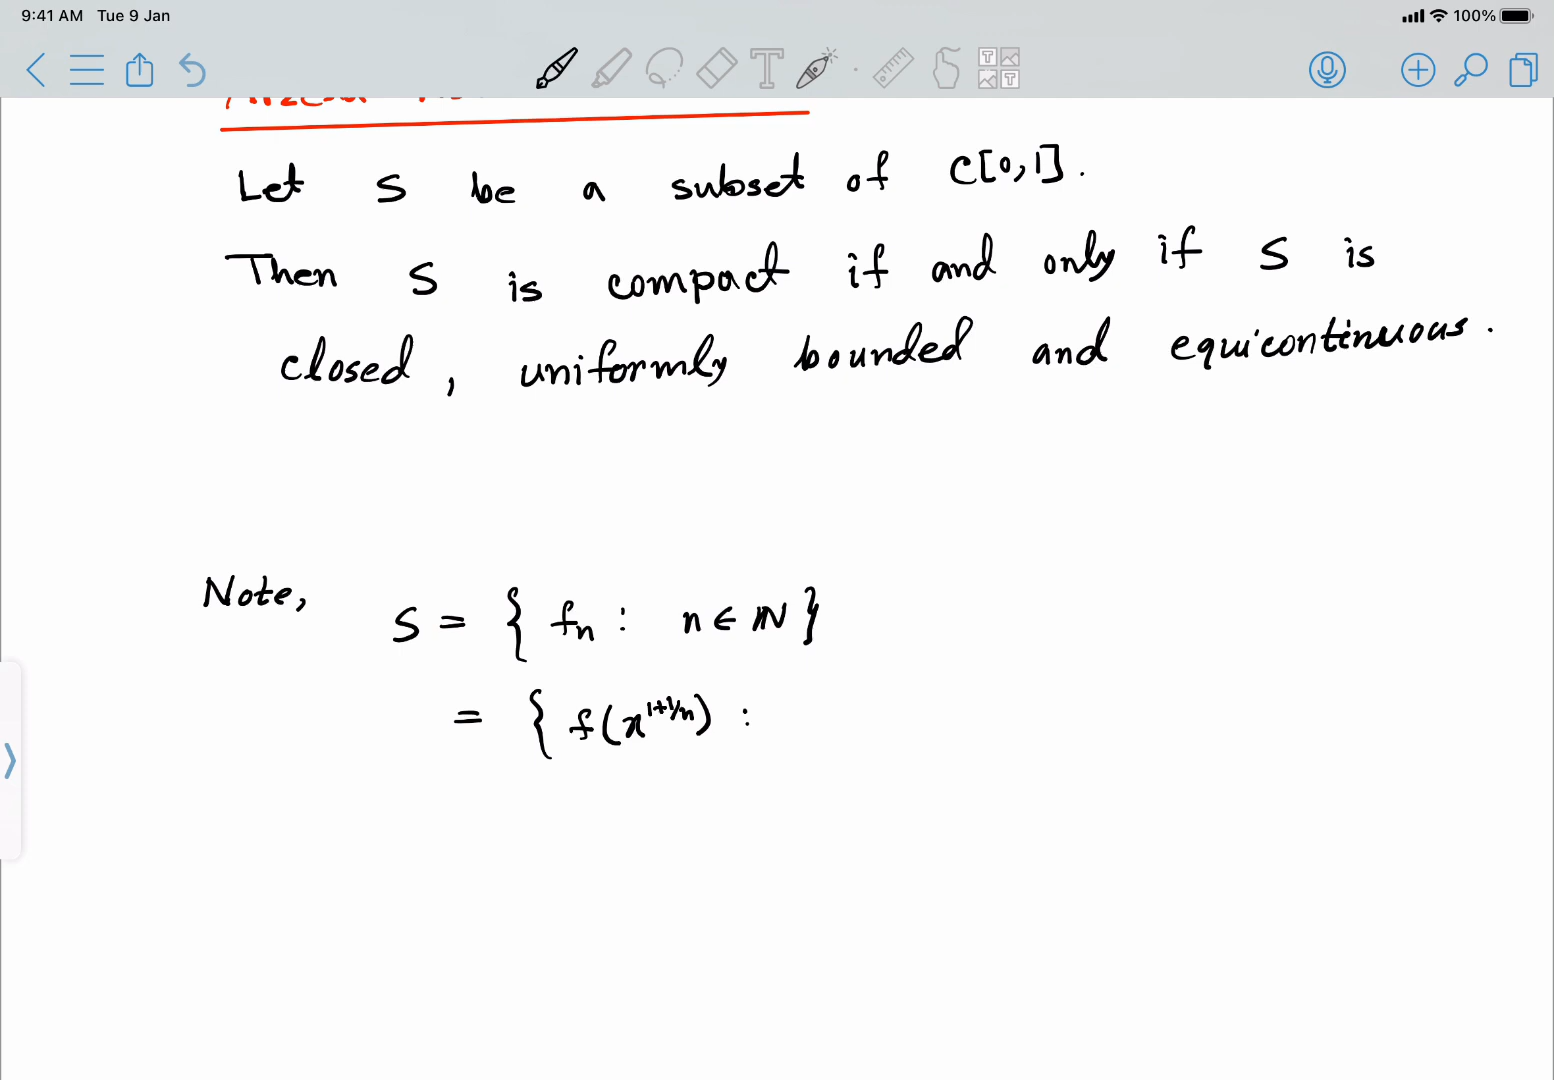 9:41 AM Tue 9 Jan 100%
Let S be a subset of C[0,1].
Then S is compact if and only if S is
closed, uniformly bounded and equicontinuous.
Note, S = { fn : n ∈ ℕ }
= { f(x^{1+1/n}) :